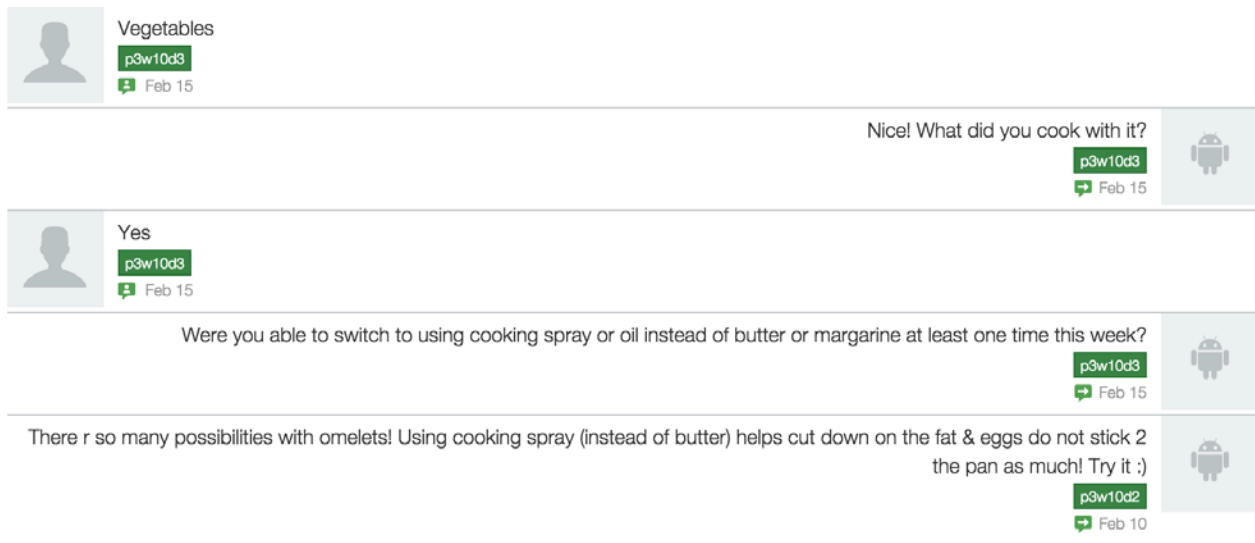 Vegetables
p3w10d3
Feb 15
Nice! What did you cook with it?
p3w10d3
Feb 15
Yes
p3w10d3
Feb 15
Were you able to switch to using cooking spray or oil instead of butter or margarine at least one time this week?
p3w10d3
Feb 15
There r so many possibilities with omelets! Using cooking spray (instead of butter) helps cut down on the fat & eggs do not stick 2
the pan as much! Try it :)
p3w10d2
Feb 10